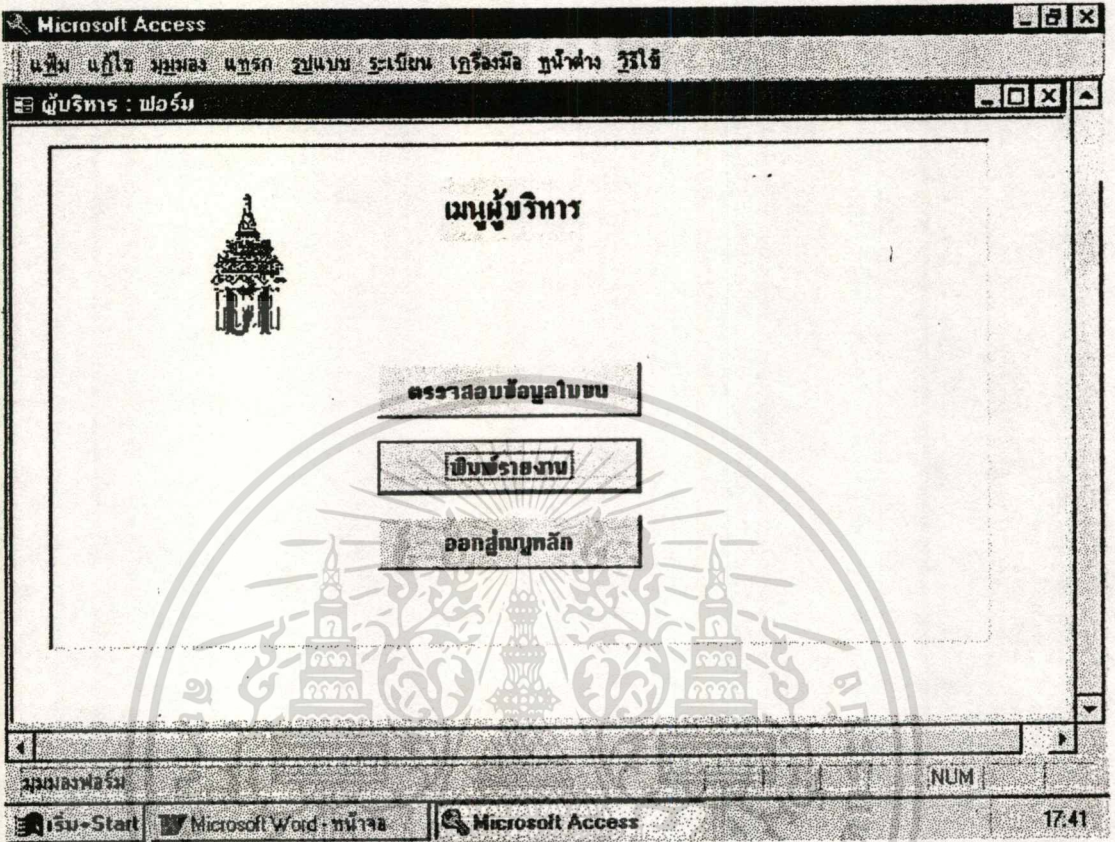 Microsoft Access
แฟ้ม แก้ไข มุมมอง แทรก รูปแบบ ระเบียน เครื่องมือ หน้าต่าง วิธีใช้
ผู้บริหาร : ฟอร์ม
เมนูผู้บริหาร
ตรราสอบข้อมูลใบขน
พิมพ์รายงาน
ออกสู่เมนูหลัก
มุมมองฟอร์ม
NUM
เริ่ม-Start Microsoft Word - หน้าจอ Microsoft Access 17:41